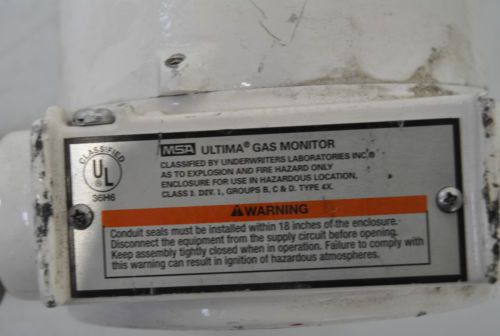 MSA ULTIMA® GAS MONITOR
CLASSIFIED
UL
36H6
CLASSIFIED BY UNDERWRITERS LABORATORIES INC.®
AS TO EXPLOSION AND FIRE HAZARD ONLY
ENCLOSURE FOR USE IN HAZARDOUS LOCATION,
CLASS I, DIV. 1, GROUPS B, C & D. TYPE 4X.
WARNING
Conduit seals must be installed within 18 inches of the enclosure.
Disconnect the equipment from the supply circuit before opening.
Keep assembly tightly closed when in operation. Failure to comply with
this warning can result in ignition of hazardous atmospheres.